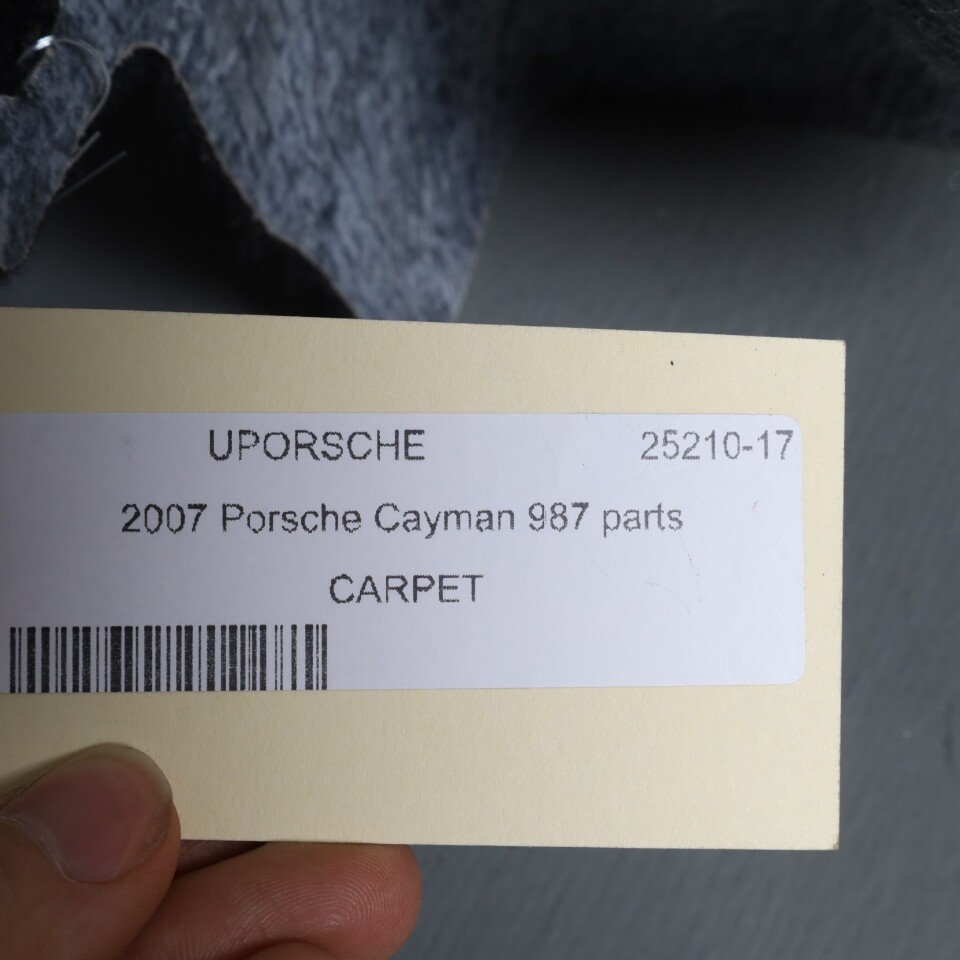 UPORSCHE 25210-17
2007 Porsche Cayman 987 parts
CARPET